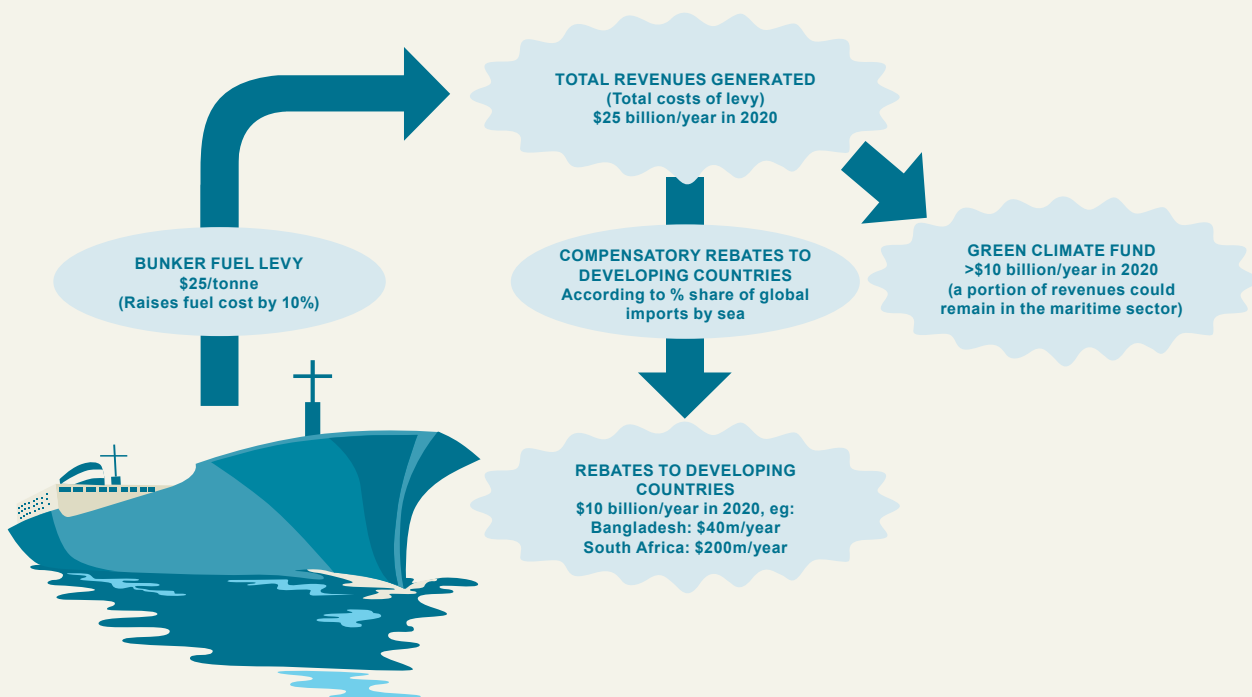 TOTAL REVENUES GENERATED
(Total costs of levy)
$25 billion/year in 2020
BUNKER FUEL LEVY
$25/tonne
(Raises fuel cost by 10%)
COMPENSATORY REBATES TO
DEVELOPING COUNTRIES
According to % share of global
imports by sea
GREEN CLIMATE FUND
>$10 billion/year in 2020
(a portion of revenues could
remain in the maritime sector)
REBATES TO DEVELOPING
COUNTRIES
$10 billion/year in 2020, eg:
Bangladesh: $40m/year
South Africa: $200m/year